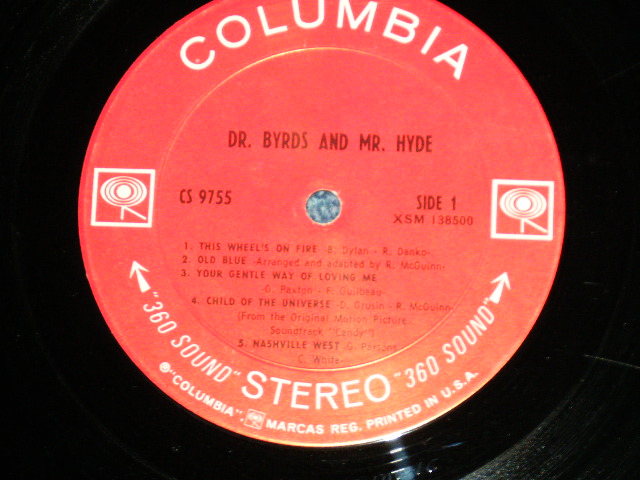 COLUMBIA
DR. BYRDS AND MR. HYDE
CS 9755
SIDE 1
XSM 138500
1. THIS WHEEL'S ON FIRE -B. Dylan - R. Danko-
2. OLD BLUE -Arranged and adapted by R. McGuinn-
3. YOUR GENTLE WAY OF LOVING ME
-G. Paxton - F. Guilbeau-
4. CHILD OF THE UNIVERSE -D. Grusin - R. McGuinn-
(From the Original Motion Picture
Soundtrack "Candy")
5. NASHVILLE WEST -G. Parsons
C. White-
"360 SOUND" STEREO "360 SOUND"
® "COLUMBIA", MARCAS REG. PRINTED IN U.S.A.